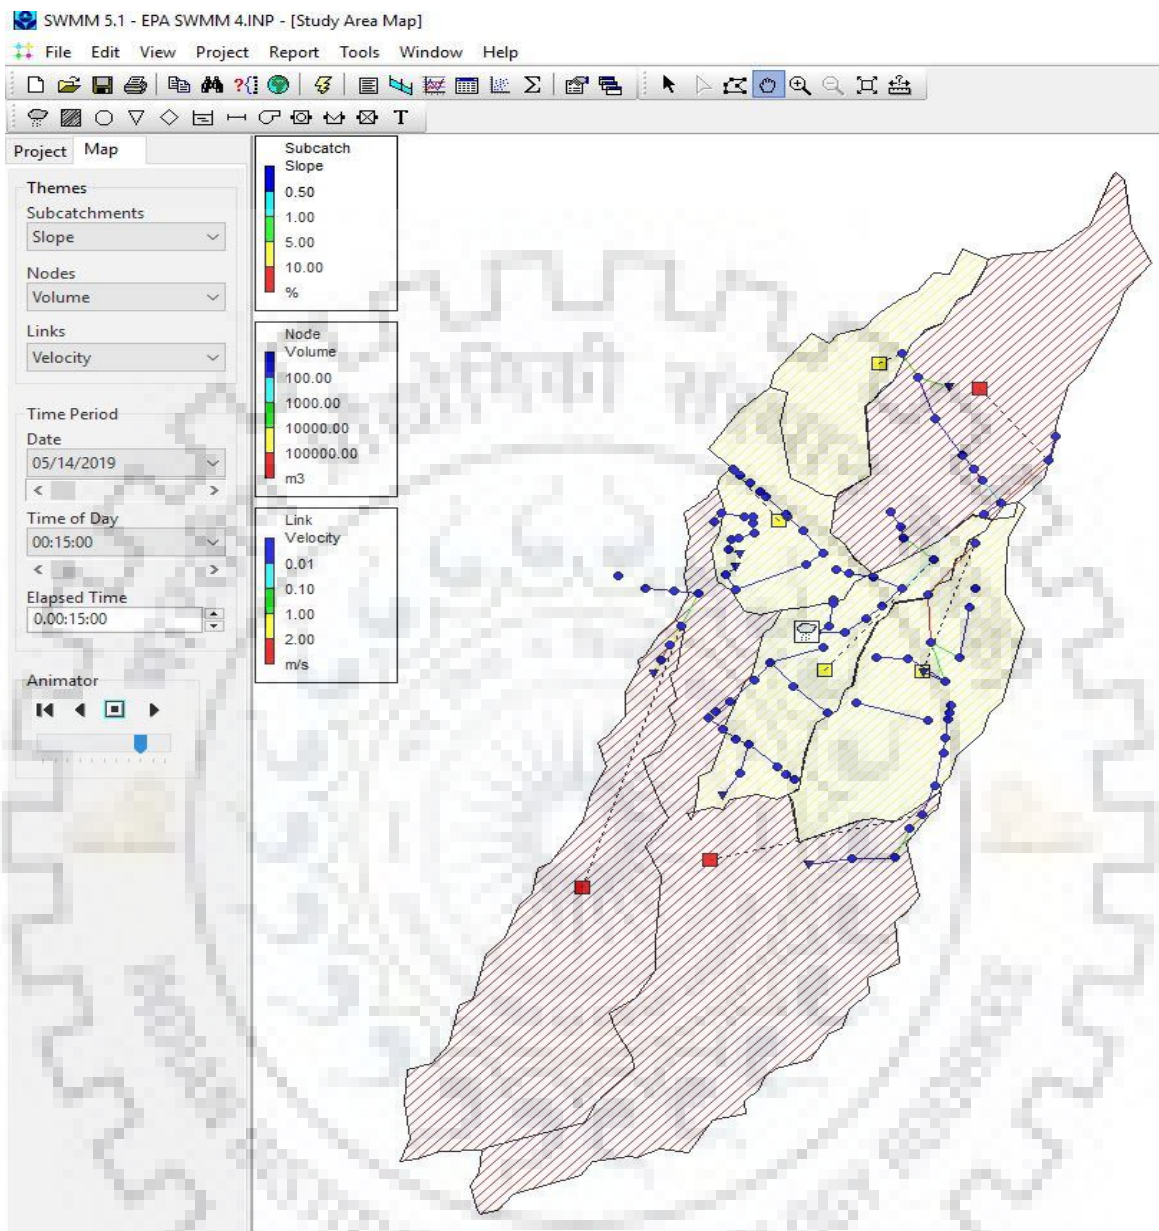 SWMM 5.1 - EPA SWMM 4.INP - [Study Area Map]
File Edit View Project Report Tools Window Help
T
Project Map
Themes
Subcatchments
Slope
Nodes
Volume
Links
Velocity
Time Period
Date
05/14/2019
Time of Day
00:15:00
Elapsed Time
0.00:15:00
Animator
Subcatch
Slope
0.50
1.00
5.00
10.00
%
Node
Volume
100.00
1000.00
10000.00
100000.00
m3
Link
Velocity
0.01
0.10
1.00
2.00
m/s